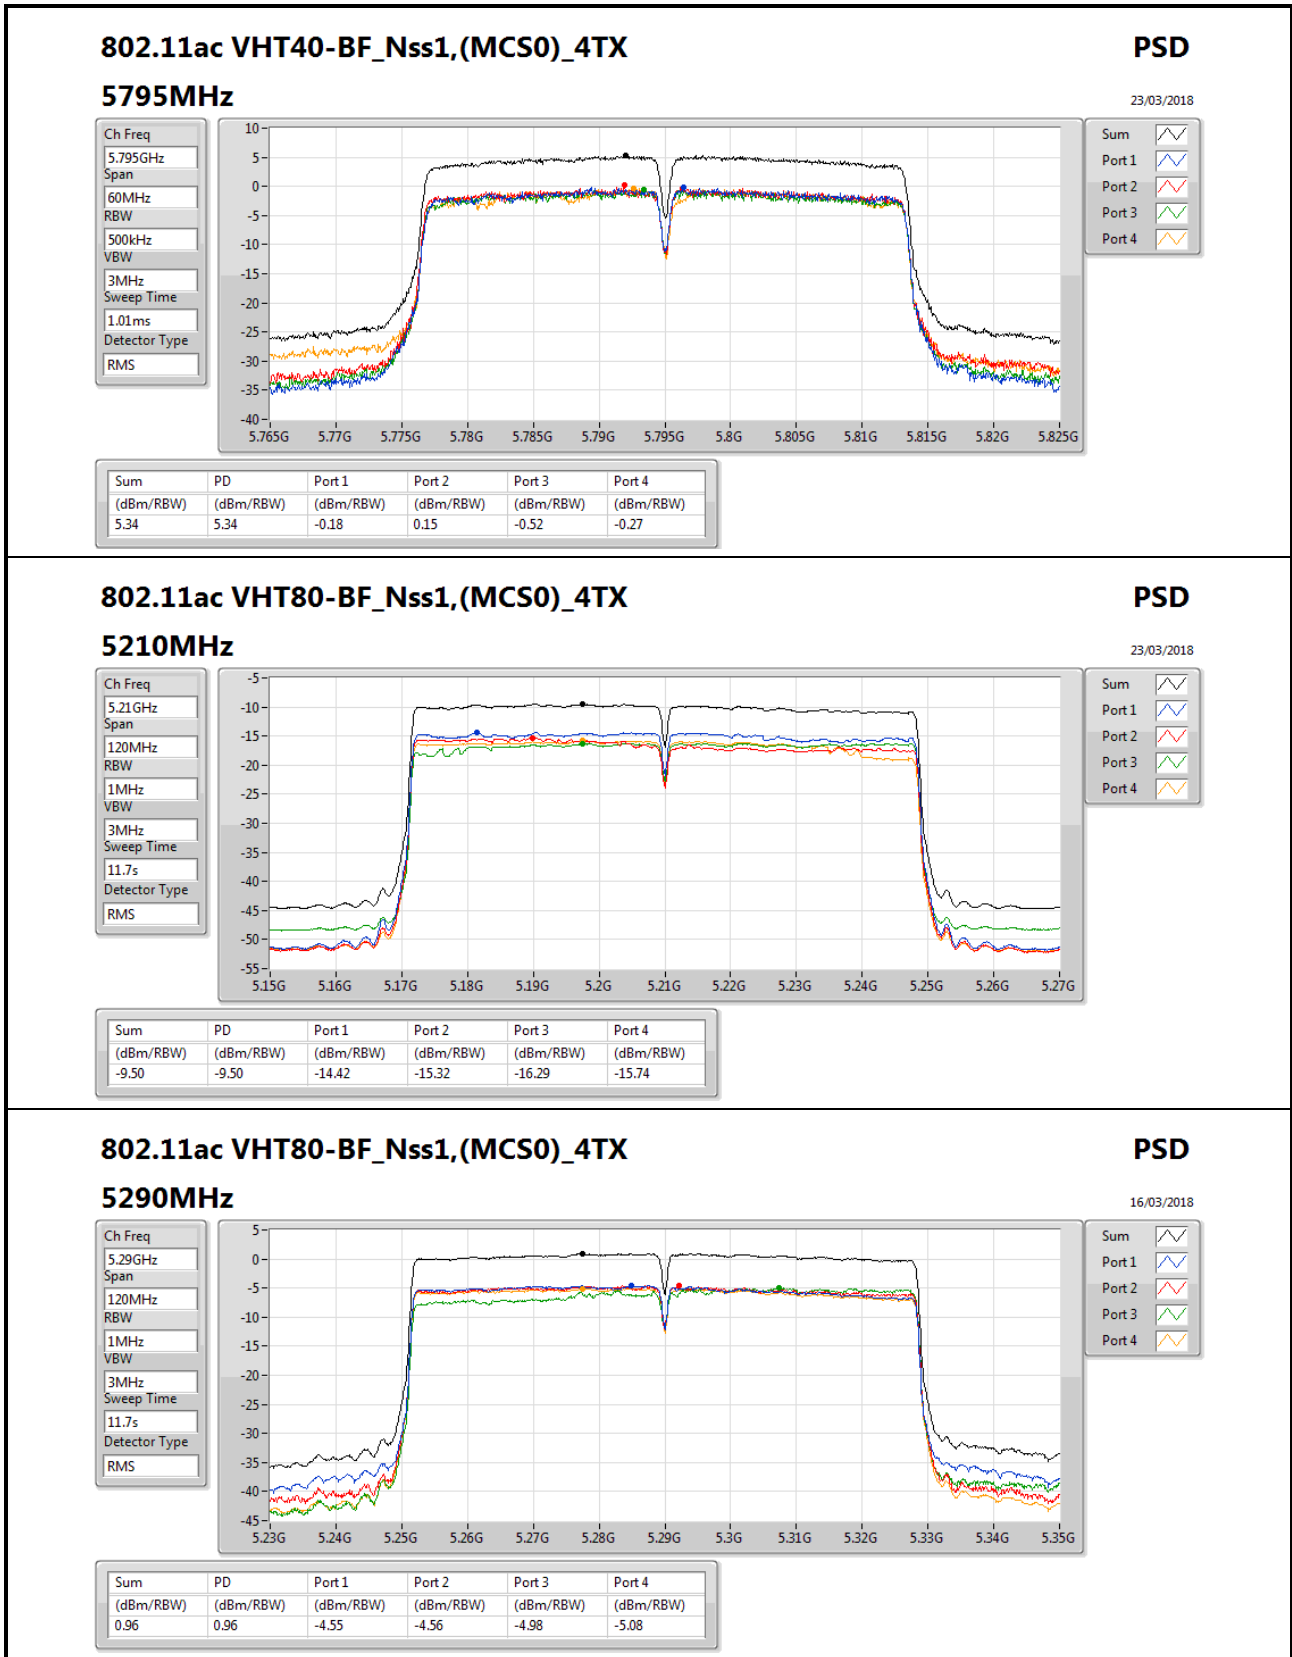 802.11ac VHT40-BF_Nss1,(MCS0)_4TX PSD
5795MHz 23/03/2018
Ch Freq
5.795GHz
Span
60MHz
RBW
500kHz
VBW
3MHz
Sweep Time
1.01ms
Detector Type
RMS
10
5
0
-5
-10
-15
-20
-25
-30
-35
-40
5.765G 5.77G 5.775G 5.78G 5.785G 5.79G 5.795G 5.8G 5.805G 5.81G 5.815G 5.82G 5.825G
Sum
Port 1
Port 2
Port 3
Port 4
Sum PD Port 1 Port 2 Port 3 Port 4
(dBm/RBW) (dBm/RBW) (dBm/RBW) (dBm/RBW) (dBm/RBW) (dBm/RBW)
5.34 5.34 -0.18 0.15 -0.52 -0.27
802.11ac VHT80-BF_Nss1,(MCS0)_4TX PSD
5210MHz 23/03/2018
Ch Freq
5.21GHz
Span
120MHz
RBW
1MHz
VBW
3MHz
Sweep Time
11.7s
Detector Type
RMS
-5
-10
-15
-20
-25
-30
-35
-40
-45
-50
-55
5.15G 5.16G 5.17G 5.18G 5.19G 5.2G 5.21G 5.22G 5.23G 5.24G 5.25G 5.26G 5.27G
Sum
Port 1
Port 2
Port 3
Port 4
Sum PD Port 1 Port 2 Port 3 Port 4
(dBm/RBW) (dBm/RBW) (dBm/RBW) (dBm/RBW) (dBm/RBW) (dBm/RBW)
-9.50 -9.50 -14.42 -15.32 -16.29 -15.74
802.11ac VHT80-BF_Nss1,(MCS0)_4TX PSD
5290MHz 16/03/2018
Ch Freq
5.29GHz
Span
120MHz
RBW
1MHz
VBW
3MHz
Sweep Time
11.7s
Detector Type
RMS
5
0
-5
-10
-15
-20
-25
-30
-35
-40
-45
5.23G 5.24G 5.25G 5.26G 5.27G 5.28G 5.29G 5.3G 5.31G 5.32G 5.33G 5.34G 5.35G
Sum
Port 1
Port 2
Port 3
Port 4
Sum PD Port 1 Port 2 Port 3 Port 4
(dBm/RBW) (dBm/RBW) (dBm/RBW) (dBm/RBW) (dBm/RBW) (dBm/RBW)
0.96 0.96 -4.55 -4.56 -4.98 -5.08